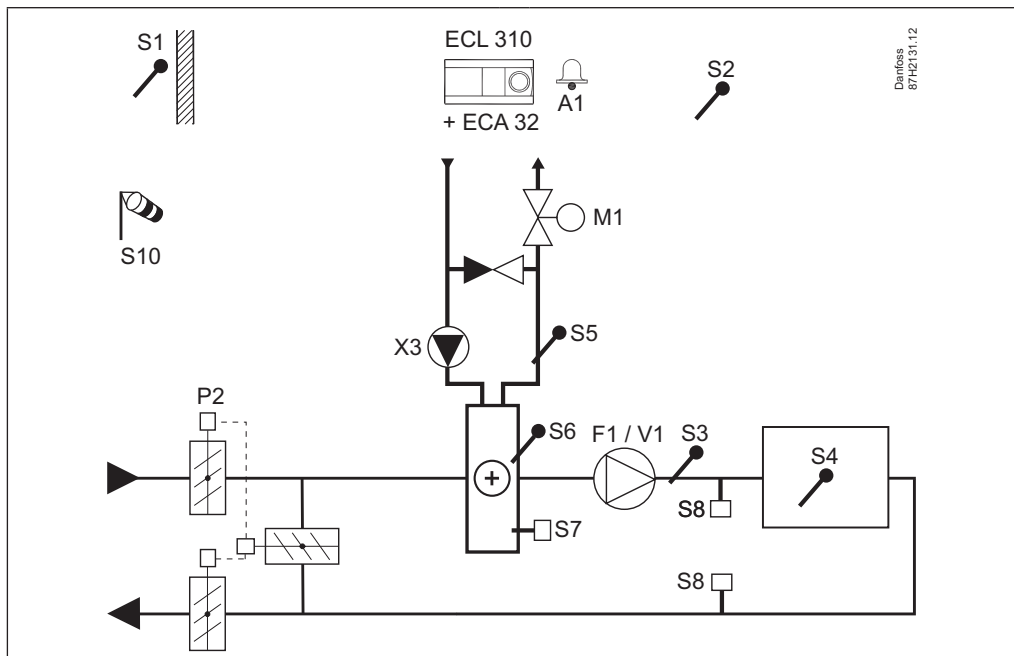 S1
ECL 310
A1
+ ECA 32
S2
Danfoss
87H2131.12
S10
M1
X3
S5
P2
S6
F1 / V1
S3
S4
S8
S7
S8